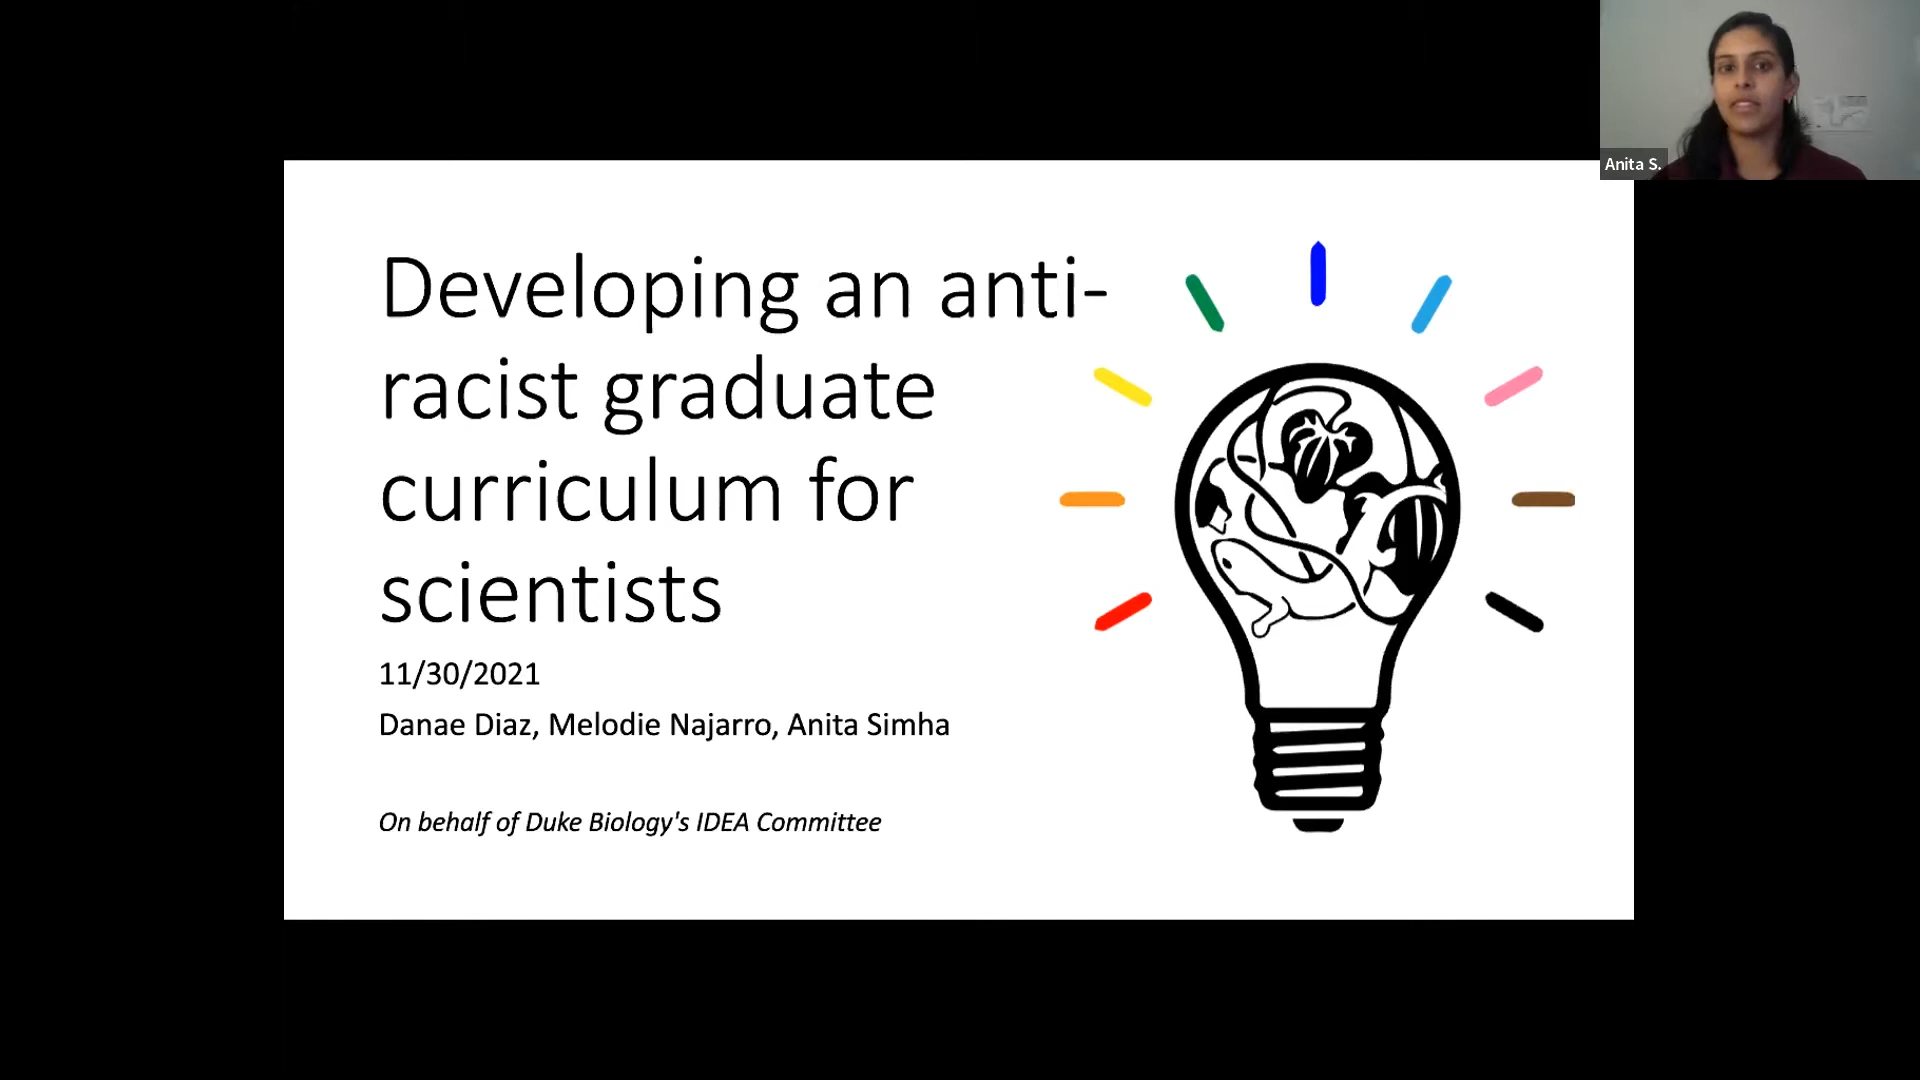 Anita S.
Developing an anti-
racist graduate
curriculum for
scientists
11/30/2021
Danae Diaz, Melodie Najarro, Anita Simha
On behalf of Duke Biology's IDEA Committee